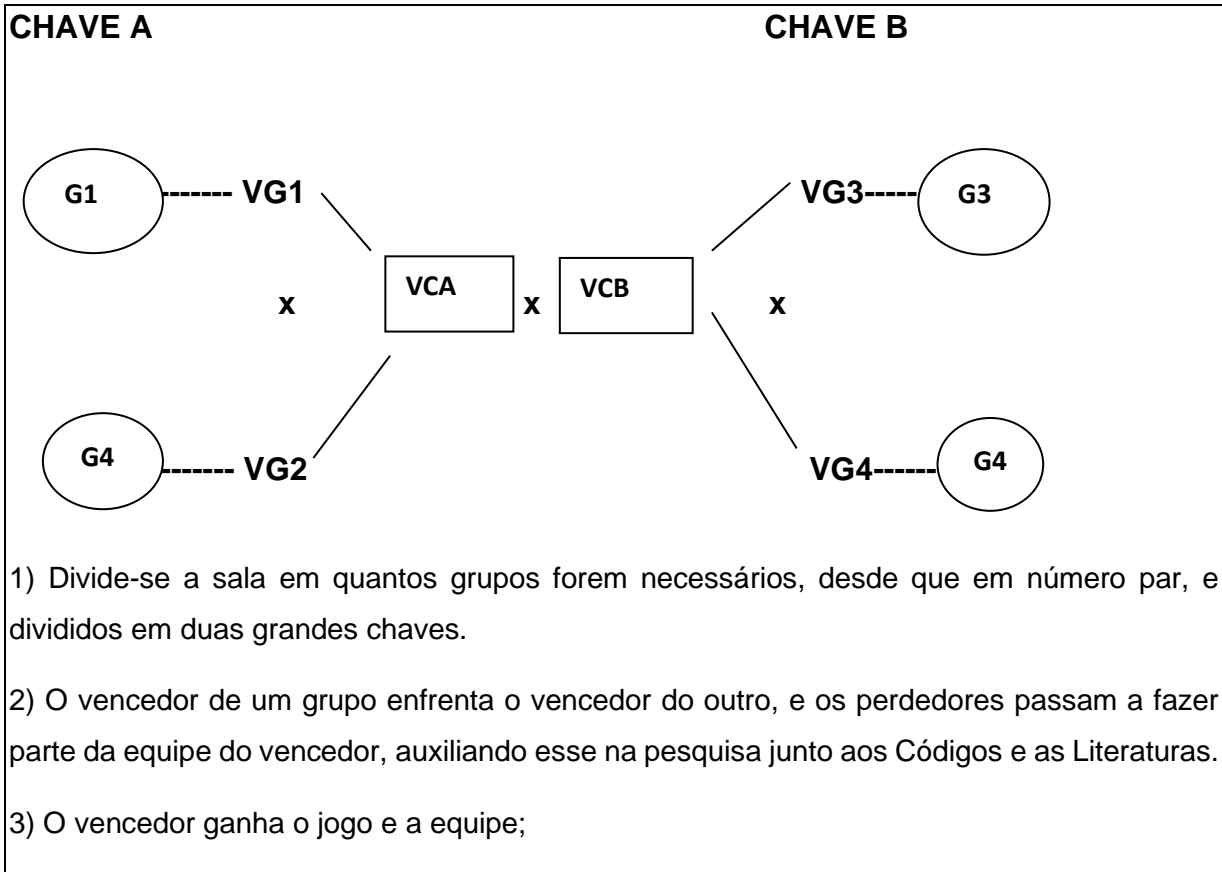 CHAVE A CHAVE B
G1 ------- VG1 VG3----- G3
x VCA x VCB x
G4 ------- VG2 VG4------ G4
1) Divide-se a sala em quantos grupos forem necessários, desde que em número par, e
divididos em duas grandes chaves.
2) O vencedor de um grupo enfrenta o vencedor do outro, e os perdedores passam a fazer
parte da equipe do vencedor, auxiliando esse na pesquisa junto aos Códigos e as Literaturas.
3) O vencedor ganha o jogo e a equipe;